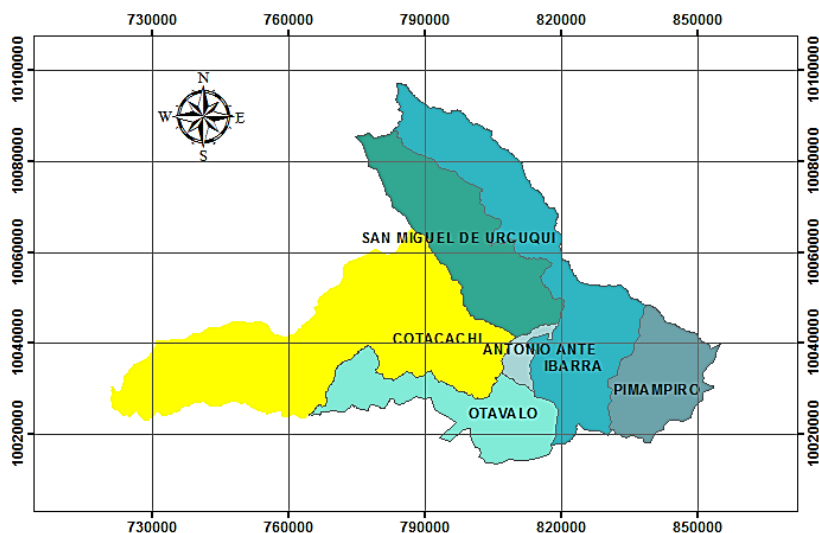 730000 760000 790000 820000 850000
10100000 10100000
N
W E
S
10080000 10080000
SAN MIGUEL DE URCUQUI
10060000 10060000
COTACACHI
ANTONIO ANTE
10040000 10040000
IBARRA
PIMAMPIRO
OTAVALO
10020000 10020000
730000 760000 790000 820000 850000